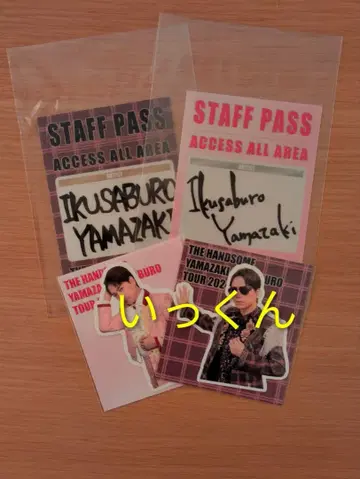 STAFF PASS
ACCESS ALL AREA
IKUSABURO
YAMAZAKI
STAFF PASS
ACCESS ALL AREA
Ikusaburo
Yamazaki
THE HANDSOME
YAMAZAKI
TOUR
THE HANDSOME
YAMAZAKI
TOUR
いっくん